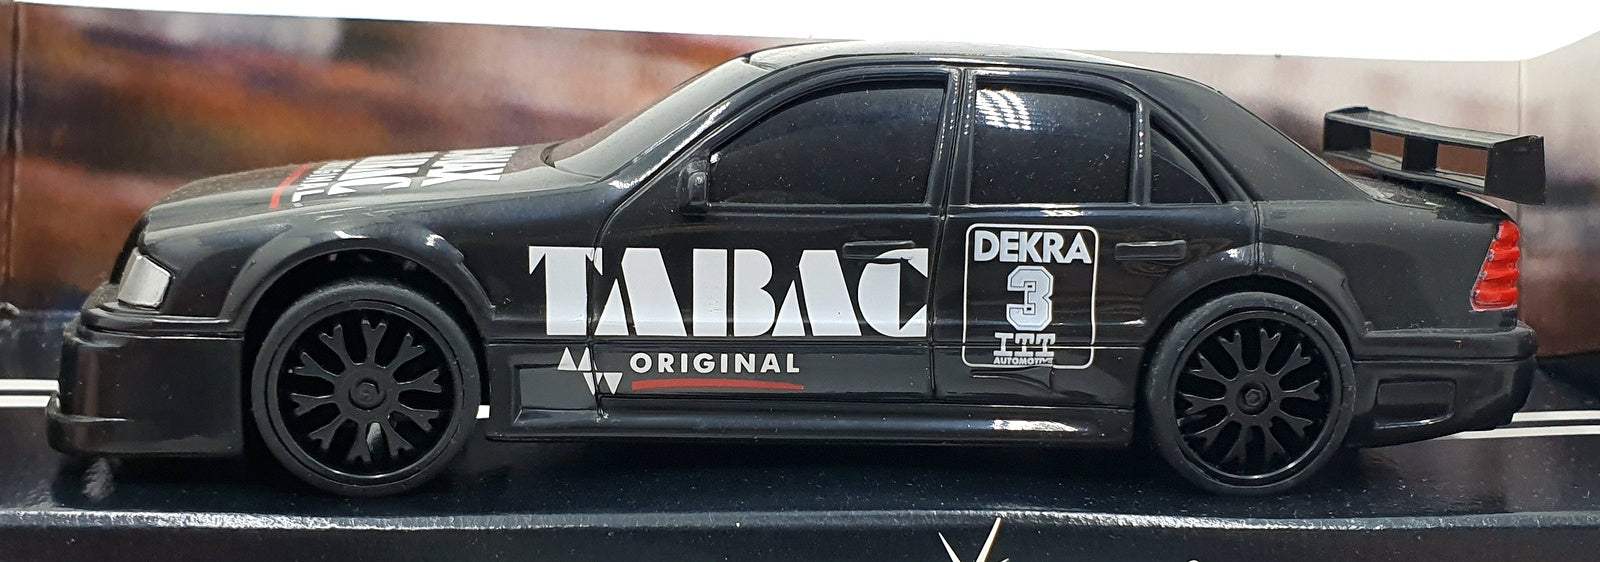 TABAC
ORIGINAL
DEKRA
3
ITT
AUTOMOTIVE